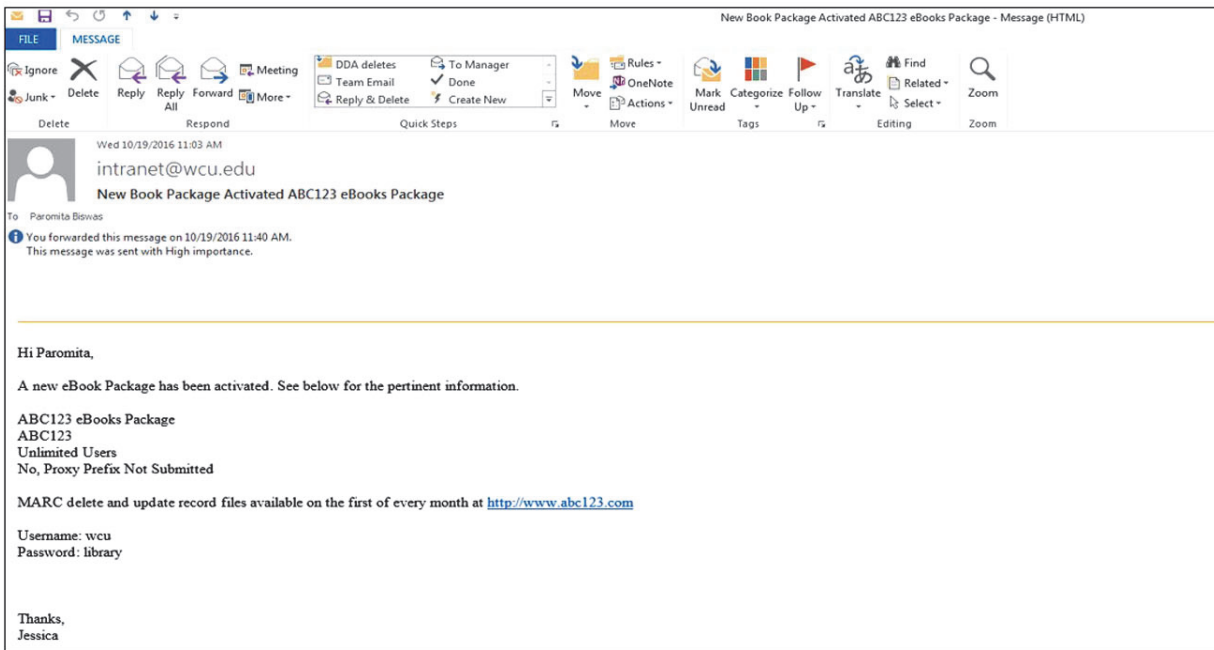 New Book Package Activated ABC123 eBooks Package - Message (HTML)
FILE MESSAGE
Ignore
Junk
Delete
Reply
Reply All
Forward
Meeting
More
DDA deletes
Team Email
Reply & Delete
To Manager
Done
Create New
Move
Rules
OneNote
Actions
Mark Unread
Categorize
Follow Up
Translate
Find
Related
Select
Zoom
Delete Respond Quick Steps Move Tags Editing Zoom
Wed 10/19/2016 11:03 AM
intranet@wcu.edu
New Book Package Activated ABC123 eBooks Package
To Paromita Biswas
You forwarded this message on 10/19/2016 11:40 AM.
This message was sent with High importance.
Hi Paromita,
A new eBook Package has been activated. See below for the pertinent information.
ABC123 eBooks Package
ABC123
Unlimited Users
No, Proxy Prefix Not Submitted
MARC delete and update record files available on the first of every month at http://www.abc123.com
Username: wcu
Password: library
Thanks,
Jessica